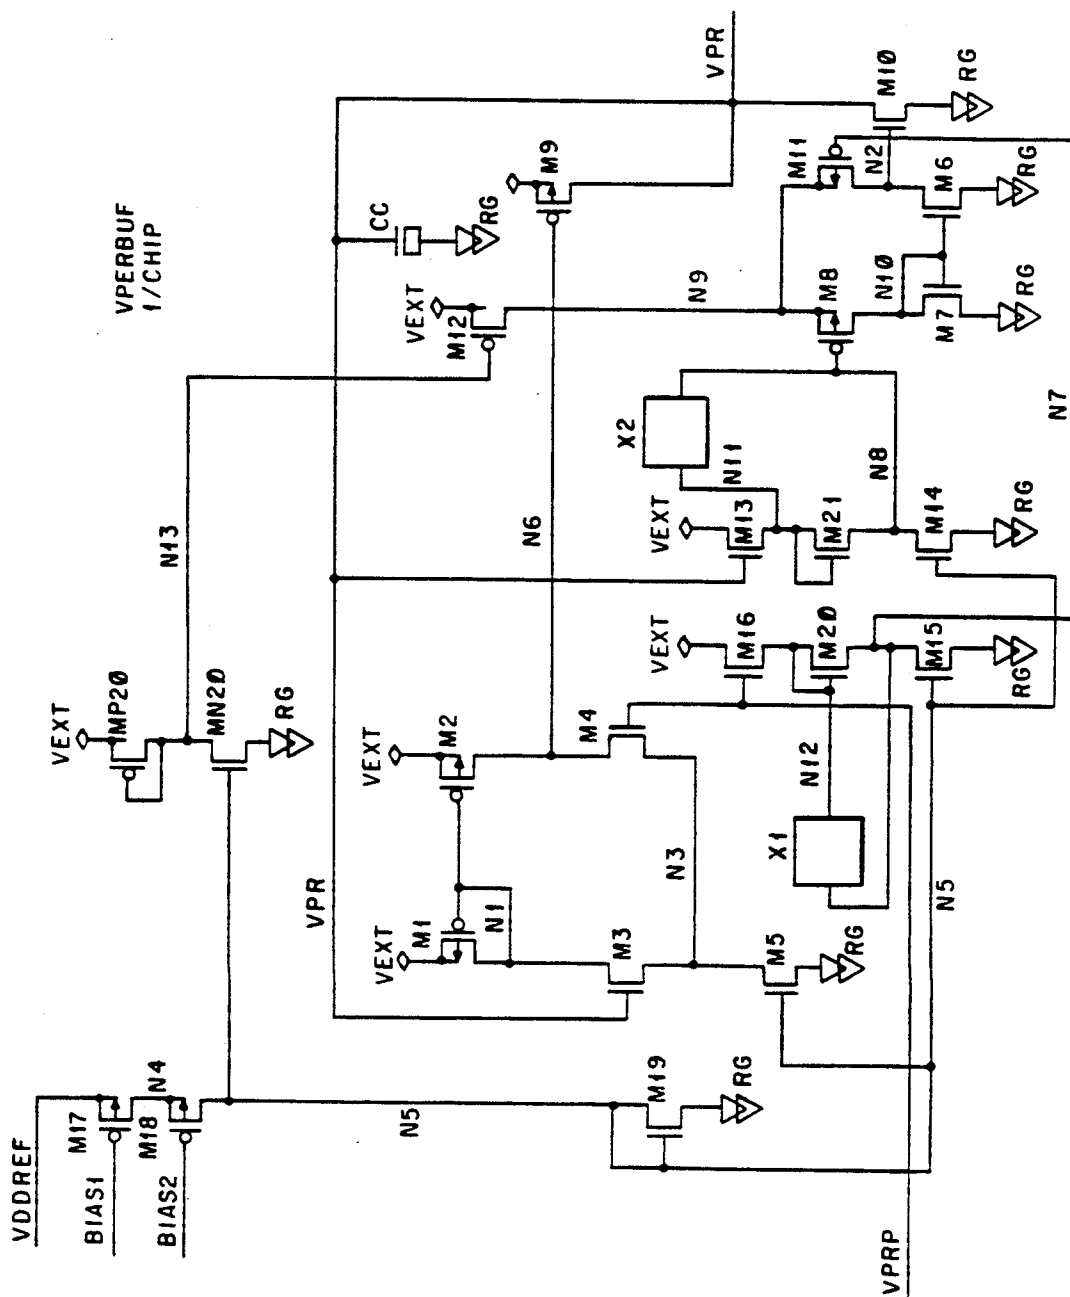 VPERBUF
1/CHIP
VDDREF
BIAS1
BIAS2
M17
N4
M18
N5
VEXT
MP20
MN20
RG
N13
VPR
VEXT
M1
N1
VEXT
M2
M3
M4
N3
M5
RG
M19
RG
N6
VEXT
M12
CC
RG
M9
VPR
N9
X1
N12
VEXT
M16
M20
M15
RG
N5
VPRP
VEXT
M13
N11
X2
M21
N8
M14
RG
M8
N10
M7
RG
M11
N2
M6
RG
M10
RG
N7